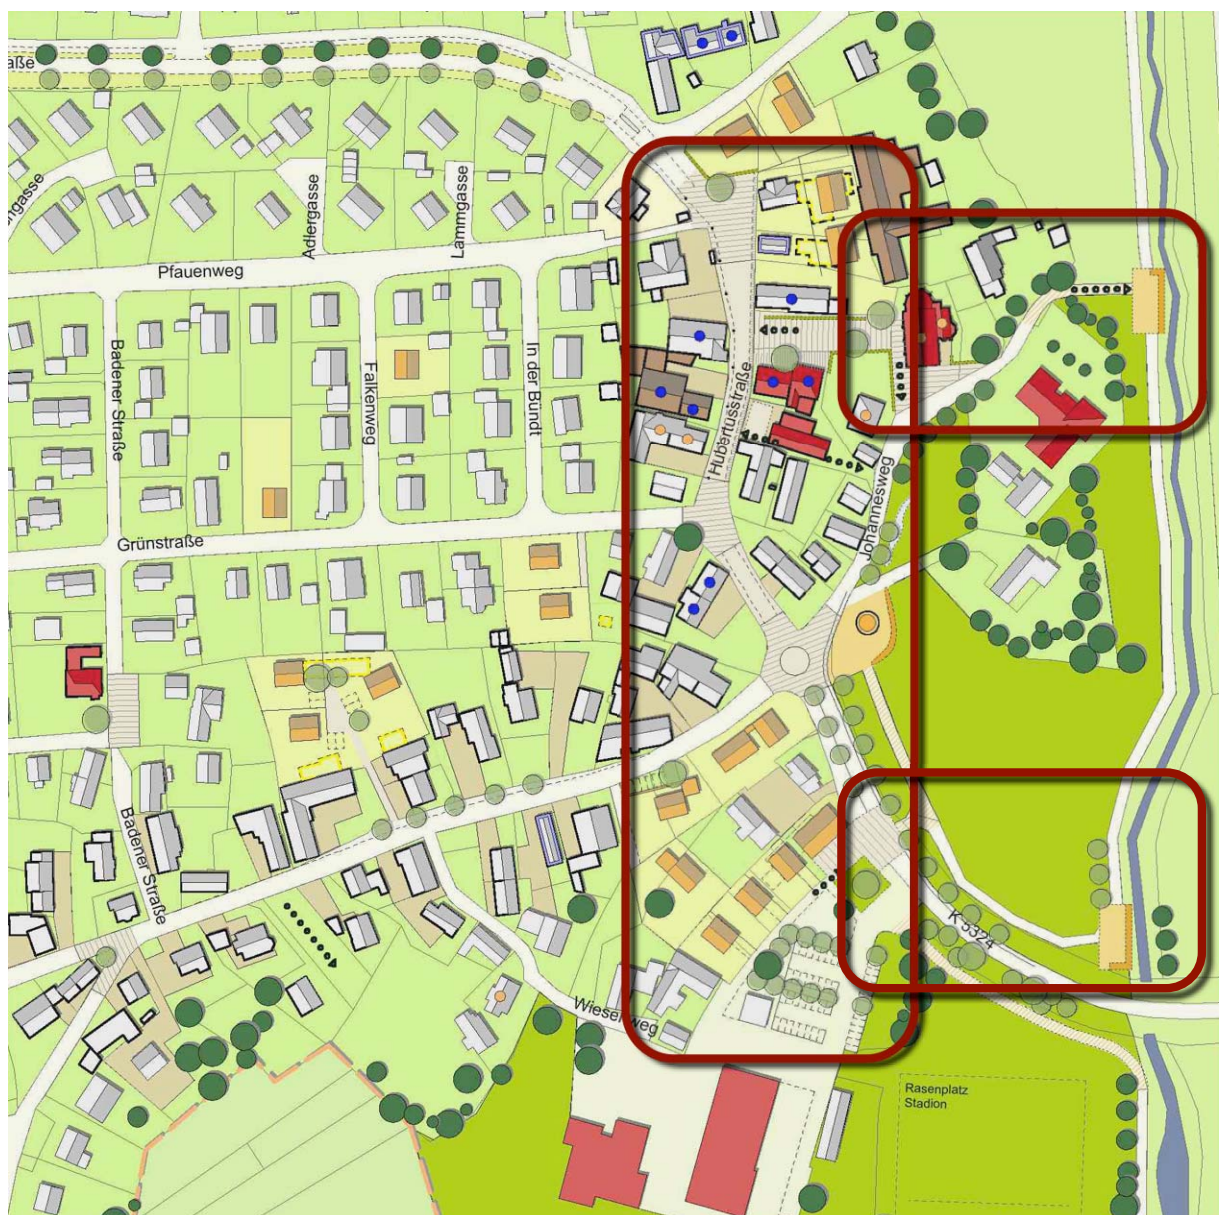 aße
Adlergasse
Lammgasse
Pfauenweg
Badener Straße
Falkenweg
In der Bundt
Hubertusstraße
Johannesweg
Grünstraße
Badener Straße
K 5324
Wiesenweg
Rasenplatz
Stadion